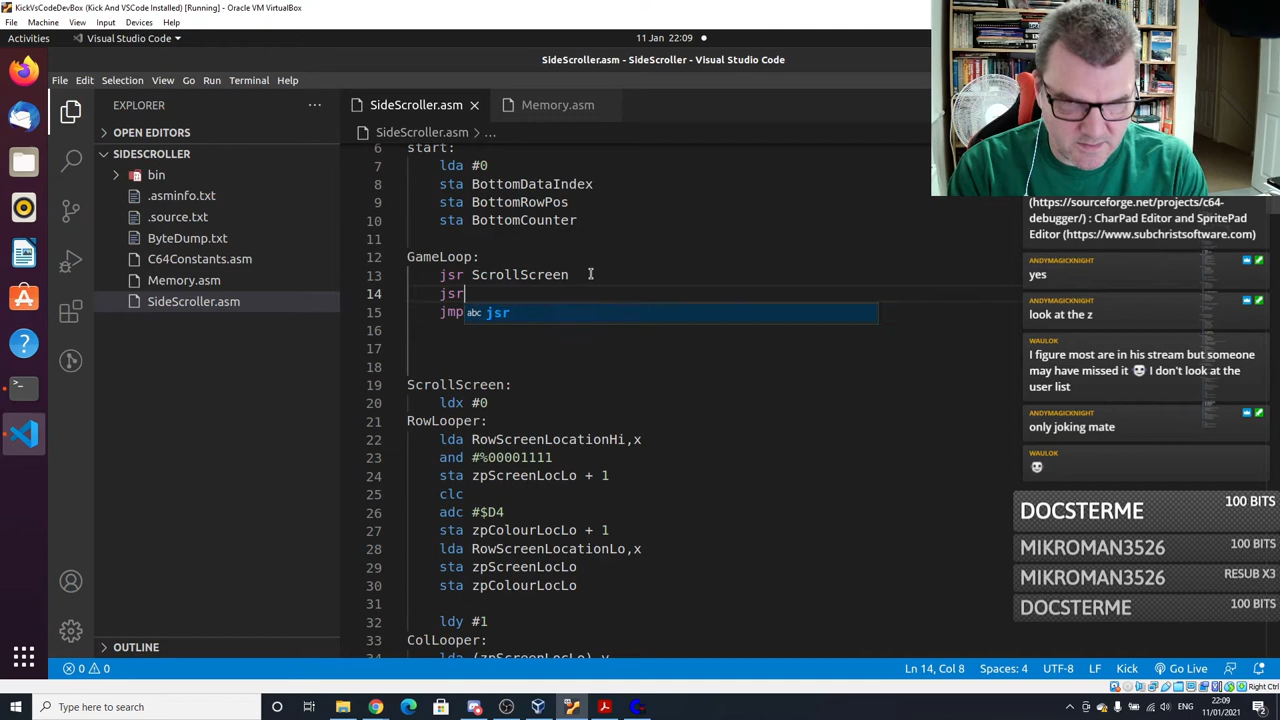 KickVsCodeDevBox (Kick And VSCode Installed) [Running] - Oracle VM VirtualBox
File Machine View Input Devices Help
Activities
Visual Studio Code
11 Jan 22:09
SideScroller.asm - SideScroller - Visual Studio Code
File Edit Selection View Go Run Terminal Help
EXPLORER
OPEN EDITORS
SIDESCROLLER
bin
.asminfo.txt
.source.txt
ByteDump.txt
C64Constants.asm
Memory.asm
SideScroller.asm
OUTLINE
SideScroller.asm
Memory.asm
SideScroller.asm > ...
6 start:
7 lda #0
8 sta BottomDataIndex
9 sta BottomRowPos
10 sta BottomCounter
11
12 GameLoop:
13 jsr ScrollScreen
14 jsr
15 jmp
abc jsr
16
17
18
19 ScrollScreen:
20 ldx #0
21 RowLooper:
22 lda RowScreenLocationHi,x
23 and #%00001111
24 sta zpScreenLocLo + 1
25 clc
26 adc #$D4
27 sta zpColourLocLo + 1
28 lda RowScreenLocationLo,x
29 sta zpScreenLocLo
30 sta zpColourLocLo
31
32 ldy #1
33 ColLooper:
34 lda (zpScreenLocLo),y
(https://sourceforge.net/projects/c64-
debugger/) : CharPad Editor and SpritePad
Editor (https://www.subchristsoftware.com)
ANDYMAGICKNIGHT
yes
ANDYMAGICKNIGHT
look at the z
WAULOK
I figure most are in his stream but someone
may have missed it I don't look at the
user list
ANDYMAGICKNIGHT
only joking mate
WAULOK
DOCSTERME 100 BITS
MIKROMAN3526 100 BITS
MIKROMAN3526 RESUB X3
DOCSTERME 100 BITS
0 0
Ln 14, Col 8 Spaces: 4 UTF-8 LF Kick Go Live
Right Ctrl
Type here to search
22:09
11/01/2021